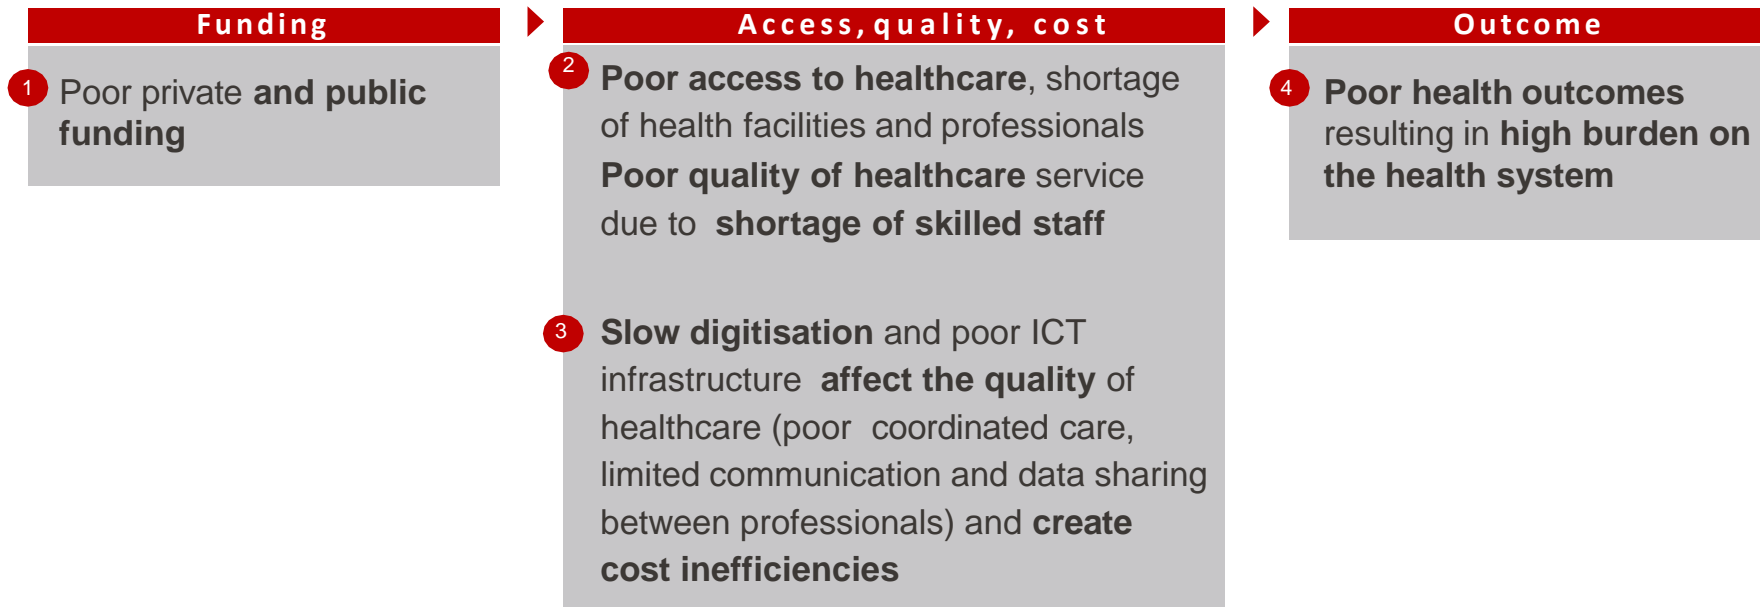 Funding
1
Poor private and public
funding
Access, quality, cost
2
Poor access to healthcare, shortage
of health facilities and professionals
Poor quality of healthcare service
due to shortage of skilled staff
3
Slow digitisation and poor ICT
infrastructure affect the quality of
healthcare (poor coordinated care,
limited communication and data sharing
between professionals) and create
cost inefficiencies
Outcome
4
Poor health outcomes
resulting in high burden on
the health system